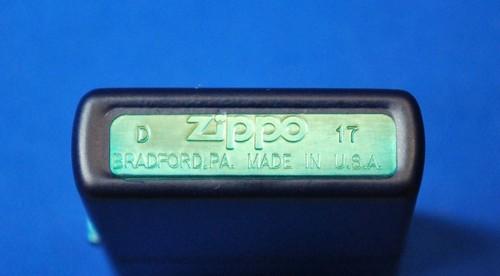 D Zippo 17
BRADFORD,PA. MADE IN U.S.A.